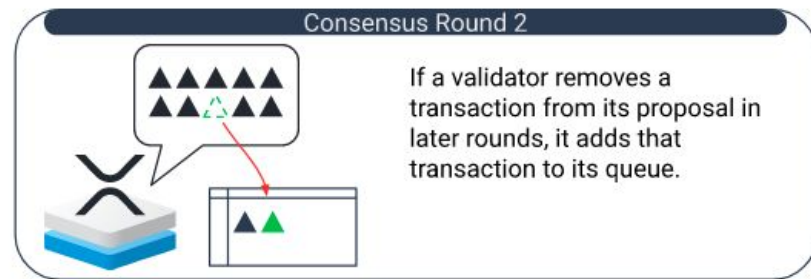 Consensus Round 2
If a validator removes a
transaction from its proposal in
later rounds, it adds that
transaction to its queue.